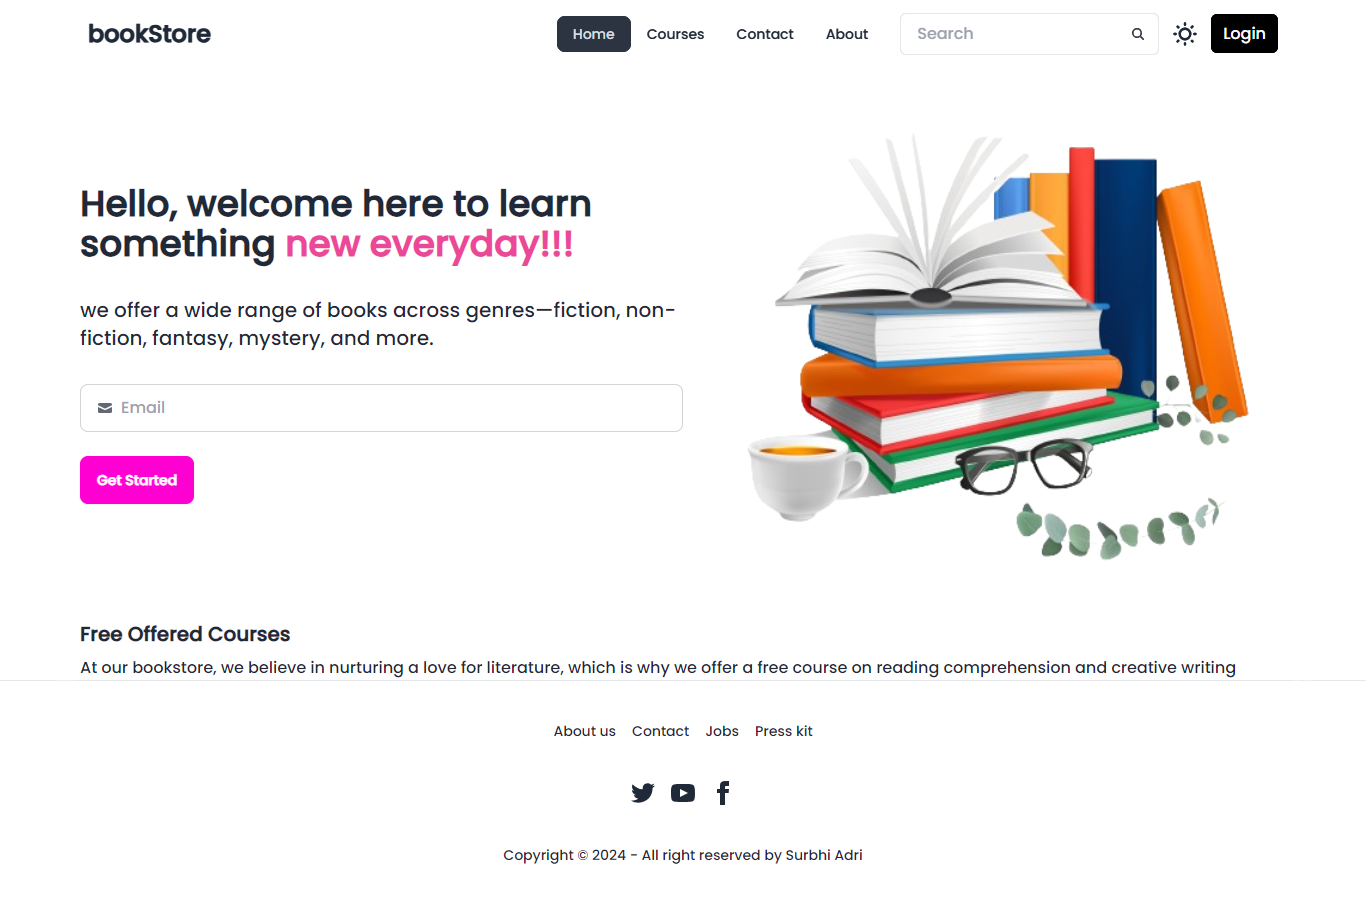 bookStore
Home
Courses
Contact
About
Search
Login
Hello, welcome here to learn
something new everyday!!!
we offer a wide range of books across genres—fiction, non-
fiction, fantasy, mystery, and more.
Email
Get Started
Free Offered Courses
At our bookstore, we believe in nurturing a love for literature, which is why we offer a free course on reading comprehension and creative writing
About us
Contact
Jobs
Press kit
Copyright © 2024 - All right reserved by Surbhi Adri